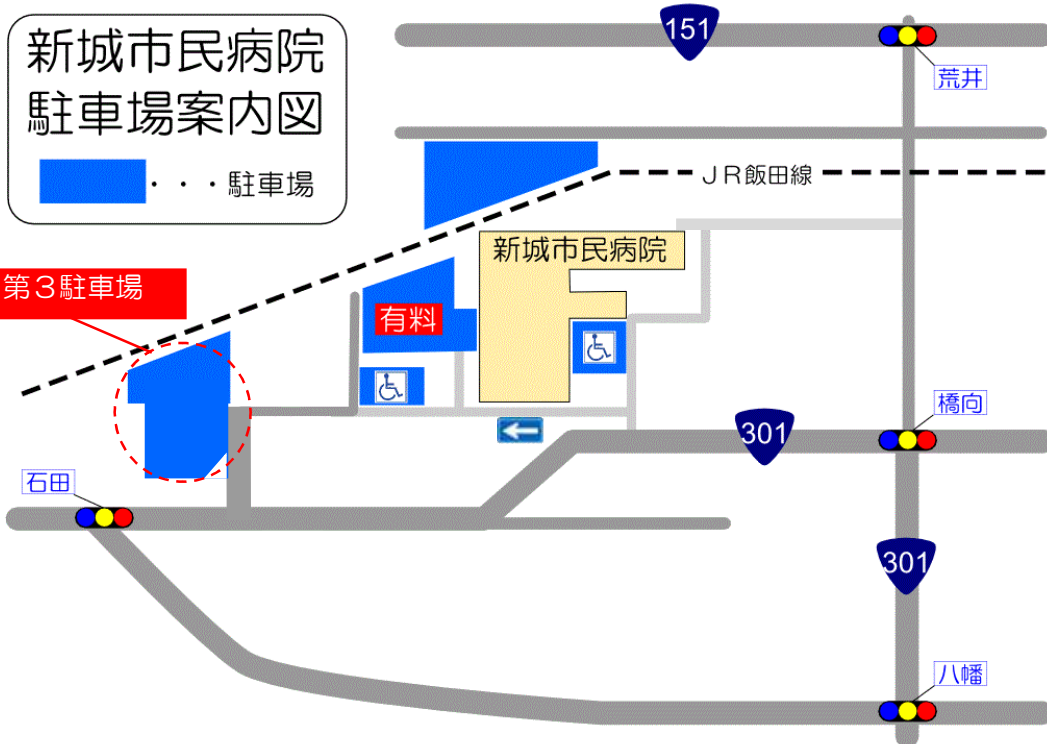 新城市民病院
駐車場案内図
・・・駐車場
151
荒井
JR飯田線
新城市民病院
第3駐車場
有料
橋向
301
石田
301
八幡